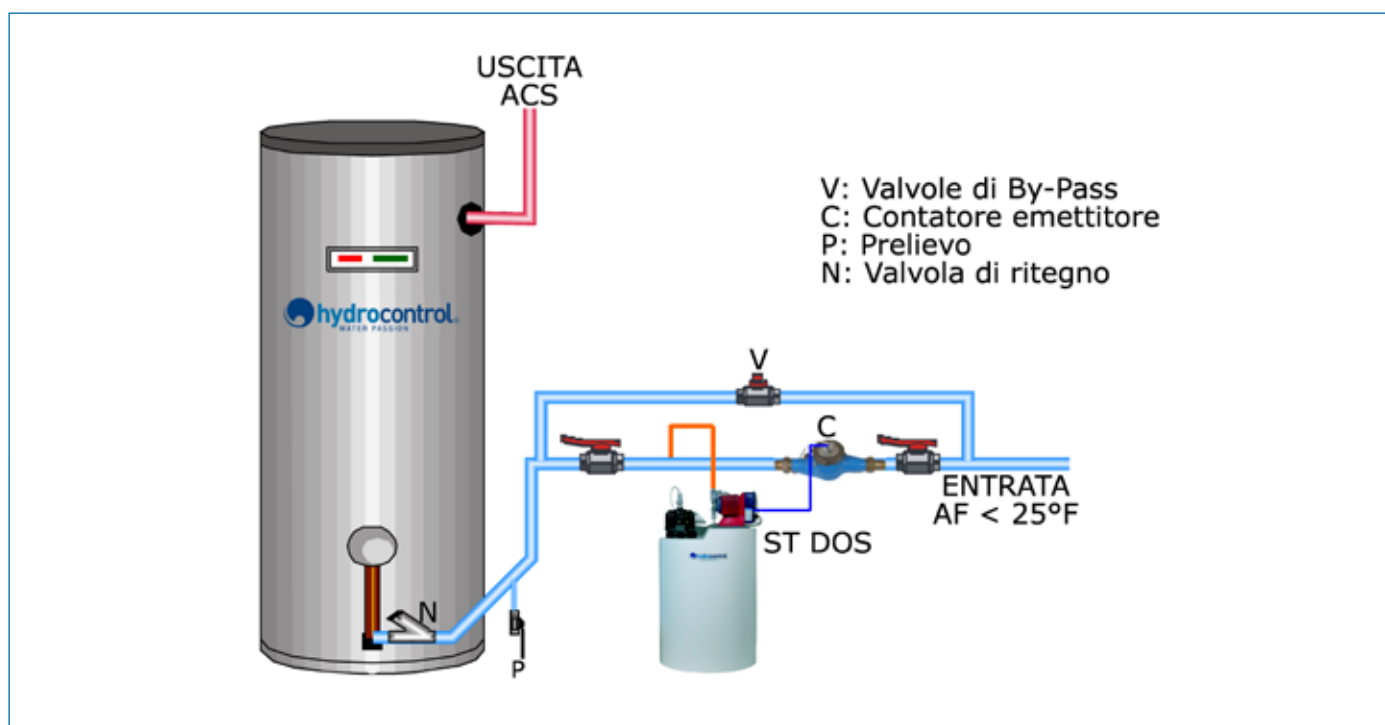 USCITA
ACS
V: Valvole di By-Pass
C: Contatore emettitore
P: Prelievo
N: Valvola di ritegno
hydrocontrol
WATER PASSION
V
C
ENTRATA
AF < 25°F
ST DOS
hydrocontrol
N
P